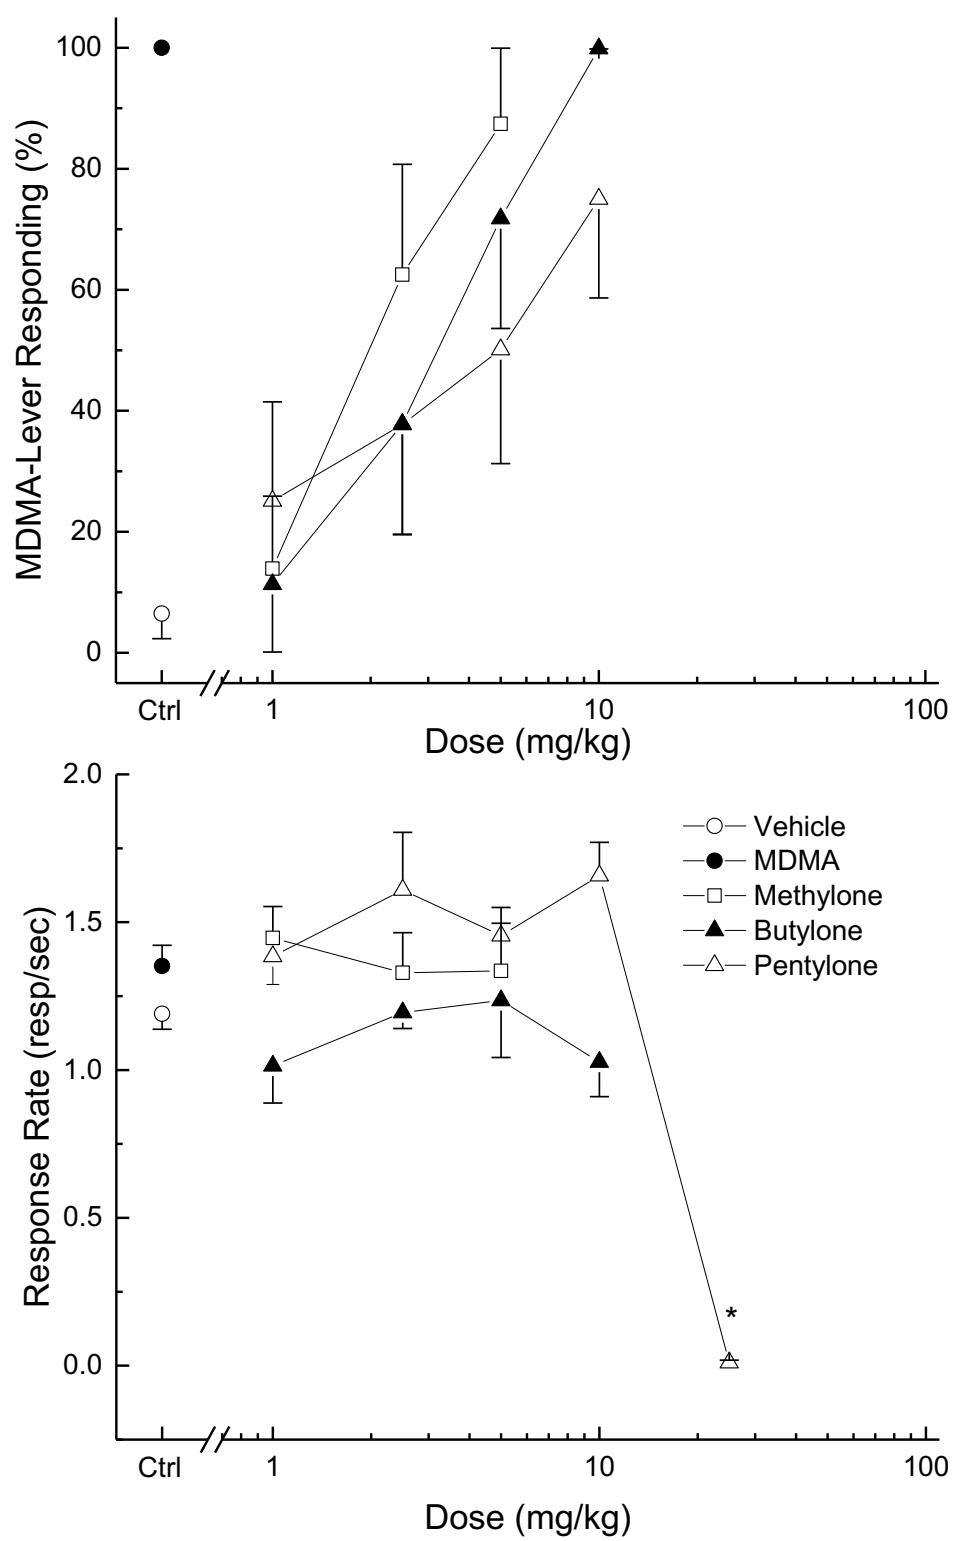 MDMA-Lever Responding (%)
100
80
60
40
20
0
Ctrl 1 10 100
Dose (mg/kg)
Response Rate (resp/sec)
2.0
1.5
1.0
0.5
0.0
Vehicle
MDMA
Methylone
Butylone
Pentylone
*
Ctrl 1 10 100
Dose (mg/kg)